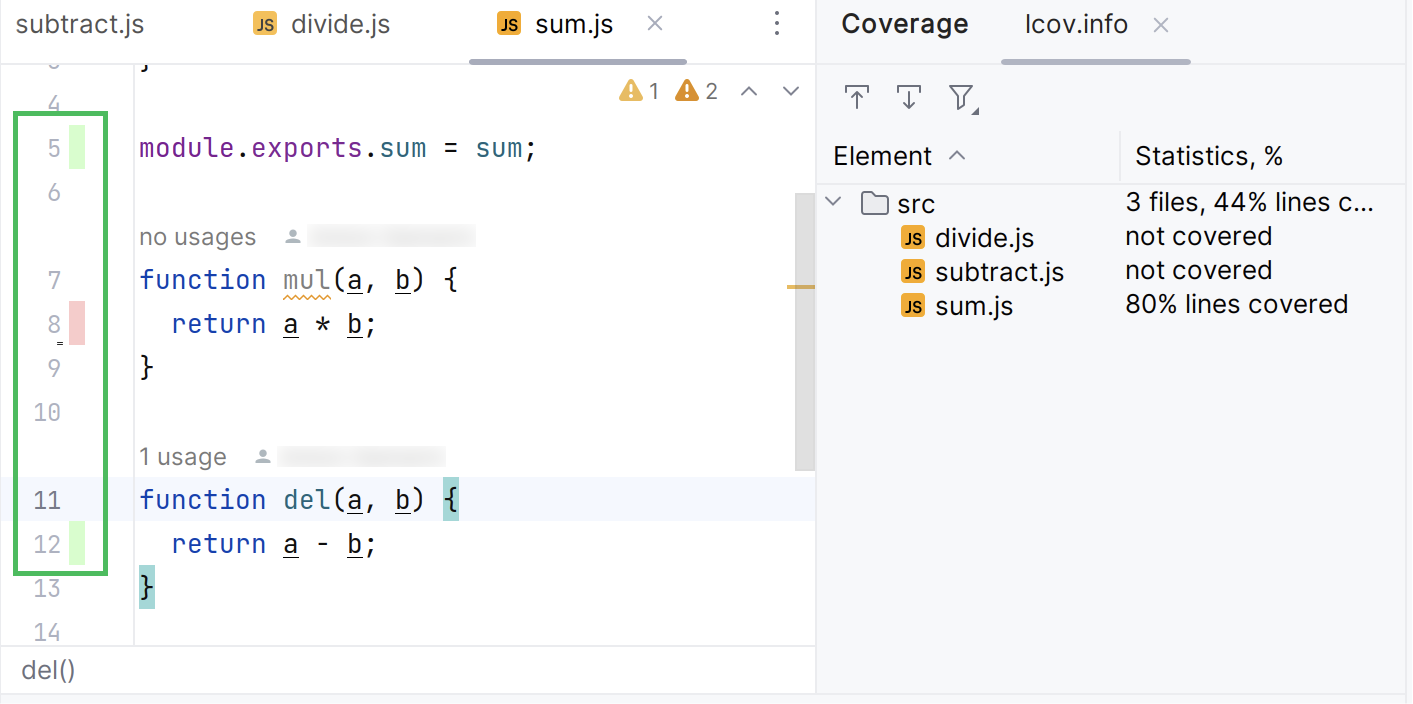 subtract.js JS divide.js JS sum.js
1 2
4
5 module.exports.sum = sum;
6
no usages
7 function mul(a, b) {
8 return a * b;
9 }
10
1 usage
11 function del(a, b) {
12 return a - b;
13 }
14
del()
Coverage lcov.info
Element Statistics, %
src 3 files, 44% lines c...
JS divide.js not covered
JS subtract.js not covered
JS sum.js 80% lines covered